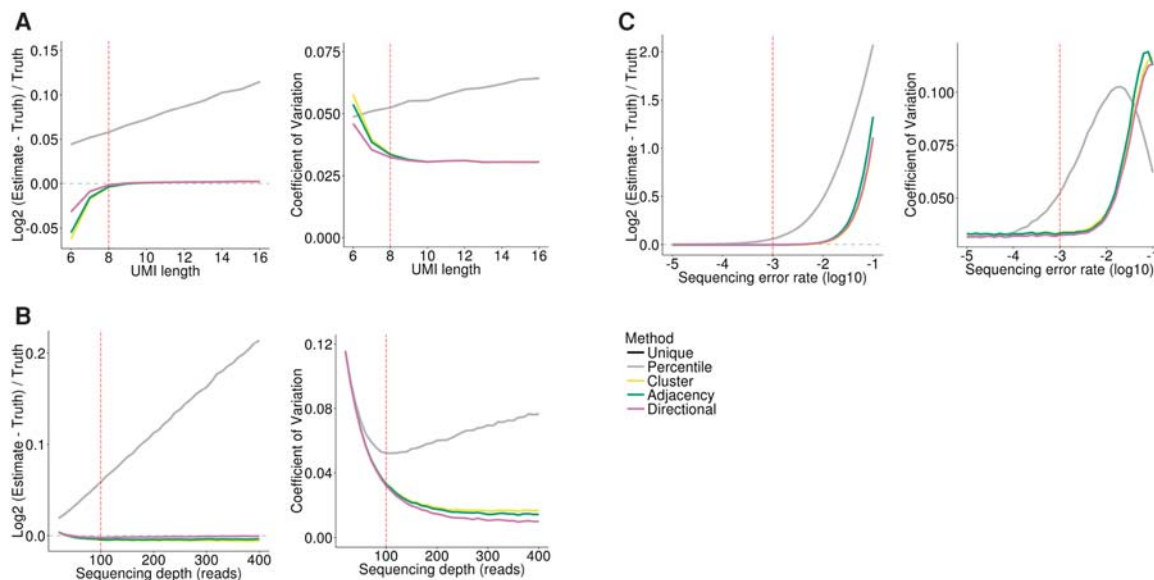 A
Log2 (Estimate - Truth) / Truth
0.15
0.10
0.05
0.00
-0.05
6 8 10 12 14 16
UMI length
Coefficient of Variation
0.075
0.050
0.025
0.000
6 8 10 12 14 16
UMI length
B
Log2 (Estimate - Truth) / Truth
0.2
0.1
0.0
100 200 300 400
Sequencing depth (reads)
Coefficient of Variation
0.12
0.08
0.04
0.00
100 200 300 400
Sequencing depth (reads)
C
Log2 (Estimate - Truth) / Truth
2.0
1.5
1.0
0.5
0.0
-5 -4 -3 -2 -1
Sequencing error rate (log10)
Coefficient of Variation
0.100
0.050
-5 -4 -3 -2 -1
Sequencing error rate (log10)
Method
Unique
Percentile
Cluster
Adjacency
Directional